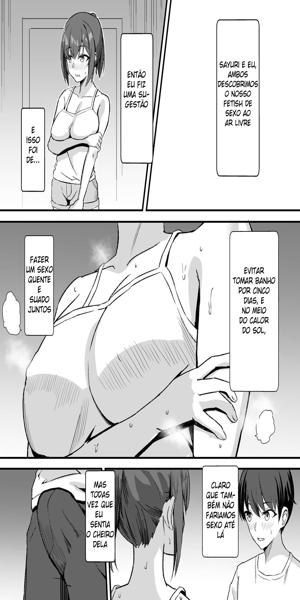 SAYURI E EU,
AMBOS
DESCOBRIMOS
O NOSSO
FETISH DE
SEXO AO
AR LIVRE
ENTÃO
EU FIZ
UMA SU-
GESTÃO
E
ISSO FOI
DE...
EVITAR
TOMAR BANHO
POR CINCO
DIAS, E
NO MEIO
DO CALOR
DO SOL,
FAZER
UM SEXO
QUENTE
E
SUADO
JUNTOS
CLARO
QUE TAM-
BÉM NÃO
FARIAMOS
SEXO ATÉ
LÁ
MAS
TODAS
VEZ QUE
EU
SENTIA
O CHEIRO
DELA